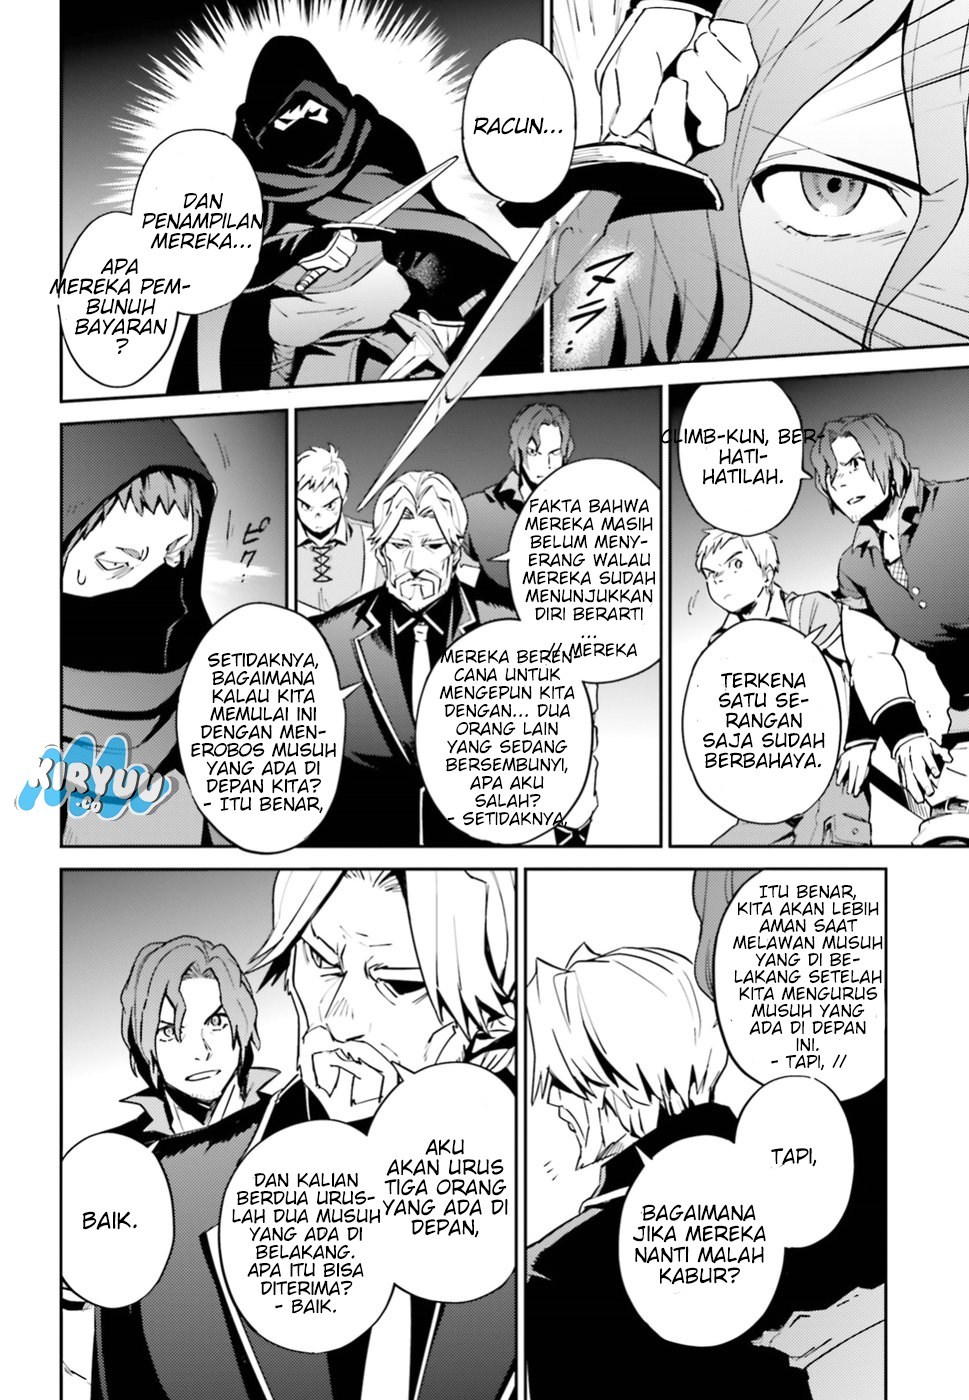 RACUN...
DAN
PENAMPILAN
MEREKA...
APA
MEREKA PEM-
BUNUH
BAYARAN
?
CLIMB-KUN, BER-
HATI-
HATILAH.
TERKENA
SATU SE-
RANGAN
SAJA SUDAH
BERBAHAYA.
FAKTA BAHWA
MEREKA MASIH
BELUM MENY-
ERANG WALAU
MEREKA SUDAH
MENUNJUKKAN
DIRI BERARTI
...
// MEREKA
MEREKA BEREN-
CANA UNTUK
MENGEPUN KITA
DENGAN... DUA
ORANG LAIN
YANG SEDANG
BERSEMBUNYI,
APA AKU
SALAH?
- SETIDAKNYA,
SETIDAKNYA,
BAGAIMANA
KALAU KITA
MEMULAI INI
DENGAN MEN-
EROBOS MUSUH
YANG ADA DI
DEPAN KITA?
- ITU BENAR,
KIRYUU
.CO
ITU BENAR,
KITA AKAN LEBIH
AMAN SAAT
MELAWAN MUSUH
YANG DI BE-
LAKANG SETELAH
KITA MENGURUS
MUSUH YANG
ADA DI DEPAN
INI.
- TAPI, //
TAPI,
BAGAIMANA
JIKA MEREKA
NANTI MALAH
KABUR?
AKU
AKAN URUS
TIGA ORANG
YANG ADA DI
DEPAN,
DAN KALIAN
BERDUA URUS-
LAH DUA MUSUH
YANG ADA DI
BELAKANG.
APA ITU BISA
DITERIMA?
- BAIK.
BAIK.